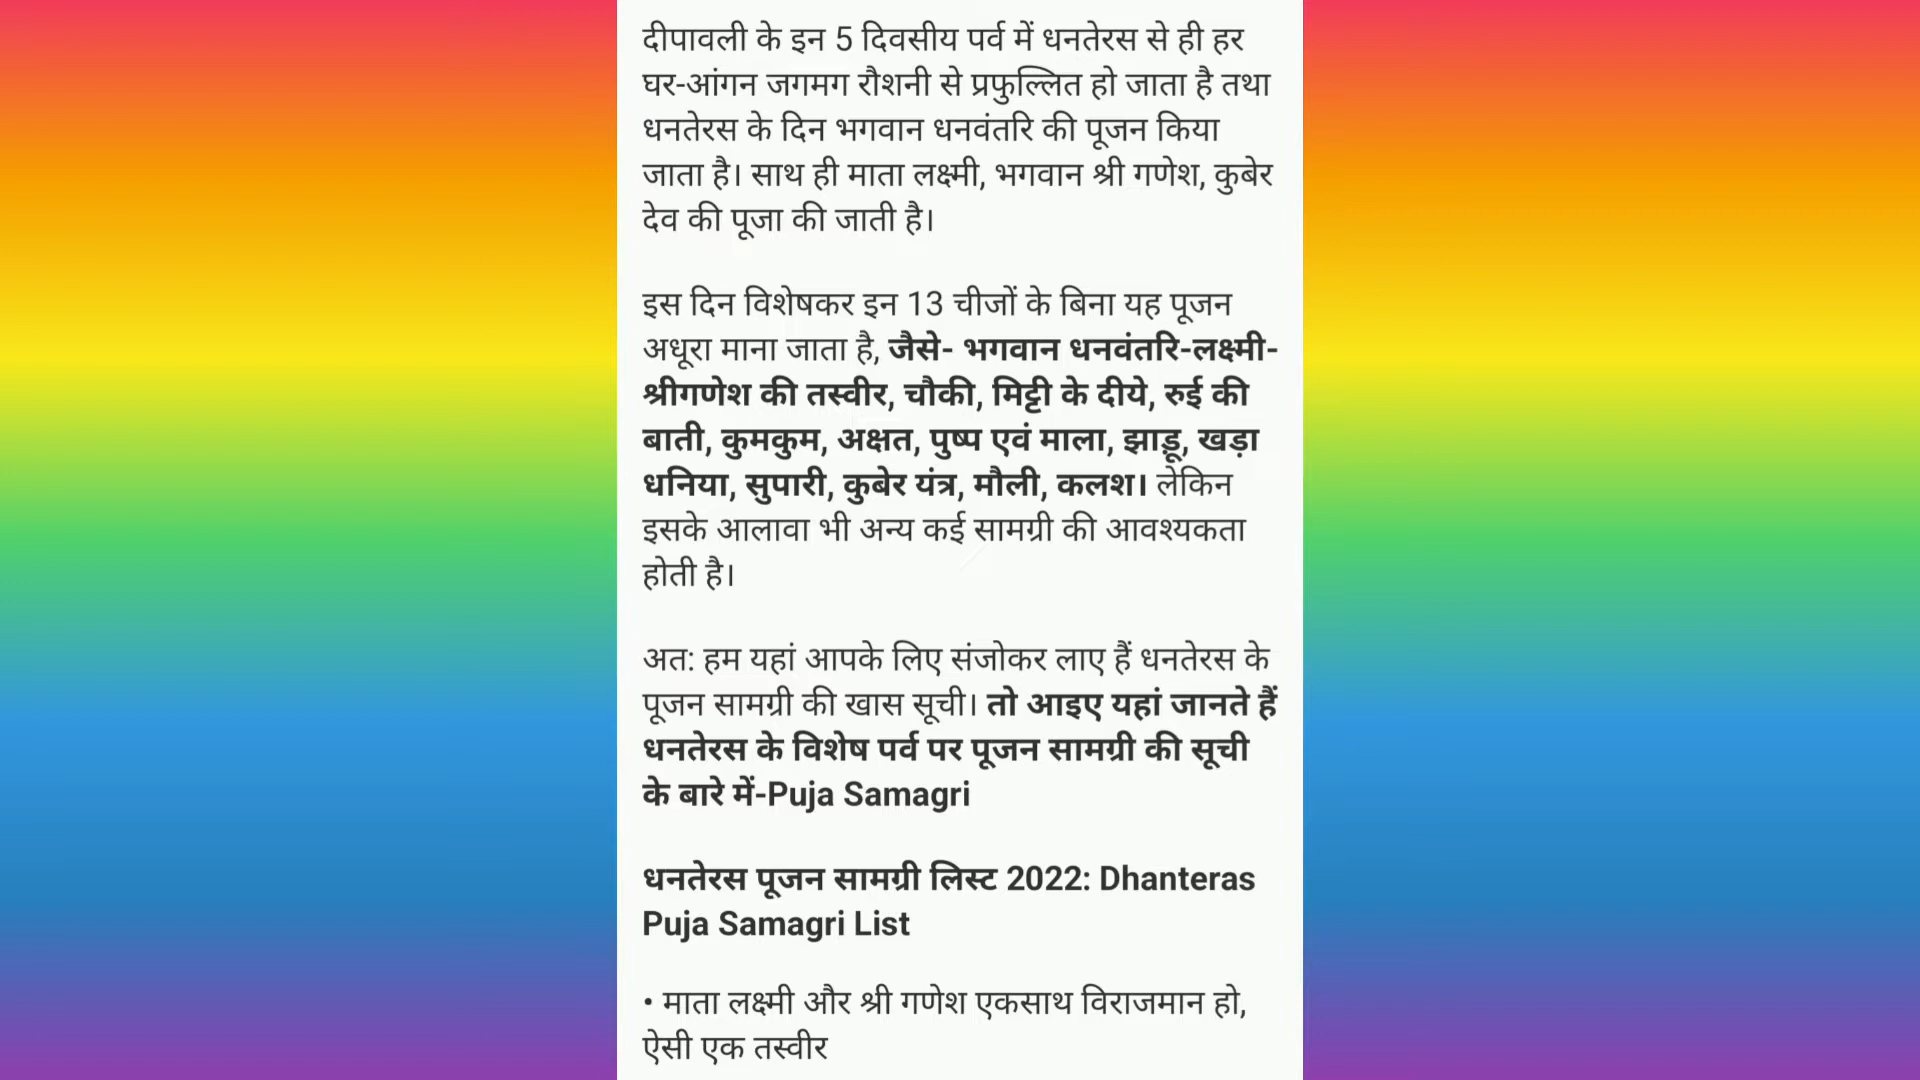 दीपावली के इन 5 दिवसीय पर्व में धनतेरस से ही हर
घर-आंगन जगमग रौशनी से प्रफुल्लित हो जाता है तथा
धनतेरस के दिन भगवान धनवंतरि की पूजन किया
जाता है। साथ ही माता लक्ष्मी, भगवान श्री गणेश, कुबेर
देव की पूजा की जाती है।
इस दिन विशेषकर इन 13 चीजों के बिना यह पूजन
अधूरा माना जाता है, जैसे- भगवान धनवंतरि-लक्ष्मी-
श्रीगणेश की तस्वीर, चौकी, मिट्टी के दीये, रुई की
बाती, कुमकुम, अक्षत, पुष्प एवं माला, झाड़ू, खड़ा
धनिया, सुपारी, कुबेर यंत्र, मौली, कलश। लेकिन
इसके आलावा भी अन्य कई सामग्री की आवश्यकता
होती है।
अत: हम यहां आपके लिए संजोकर लाए हैं धनतेरस के
पूजन सामग्री की खास सूची। तो आइए यहां जानते हैं
धनतेरस के विशेष पर्व पर पूजन सामग्री की सूची
के बारे में-Puja Samagri
धनतेरस पूजन सामग्री लिस्ट 2022: Dhanteras
Puja Samagri List
• माता लक्ष्मी और श्री गणेश एकसाथ विराजमान हो,
ऐसी एक तस्वीर